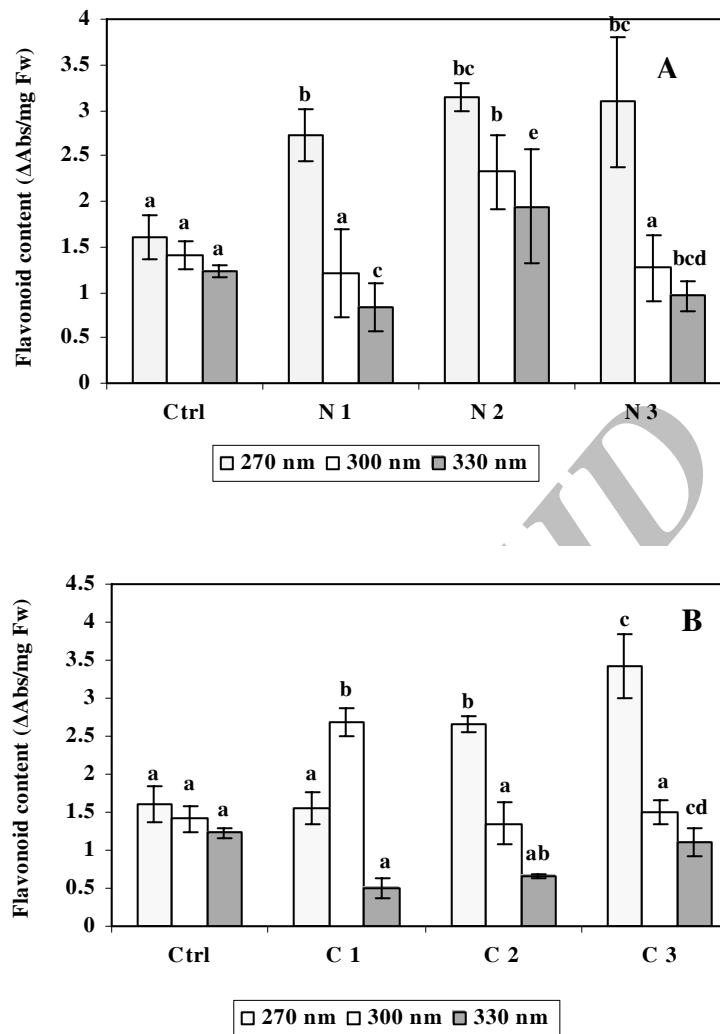 4
3.5
3
2.5
2
1.5
1
0.5
0
Flavonoid content (ΔAbs/mg Fw)
A
a a a
b a c
bc b e
bc a bcd
Ctrl N 1 N 2 N 3
270 nm 300 nm 330 nm
4.5
4
3.5
3
2.5
2
1.5
1
0.5
0
Flavonoid content (ΔAbs/mg Fw)
B
a a a
a b a
b a ab
c a cd
Ctrl C 1 C 2 C 3
270 nm 300 nm 330 nm